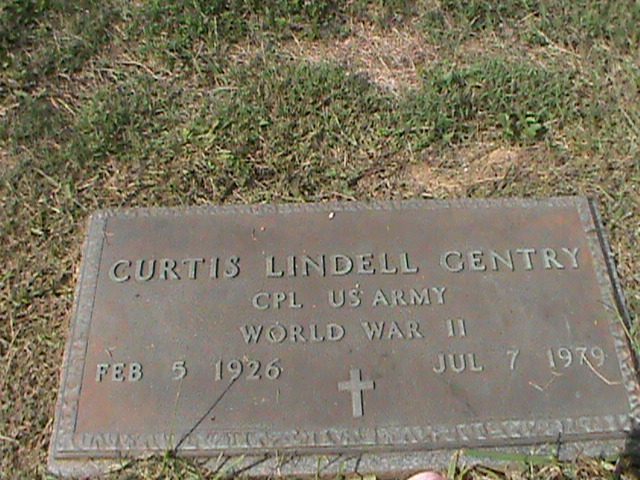 CURTIS LINDELL GENTRY
CPL US ARMY
WORLD WAR II
FEB 5 1926 JUL 7 1979